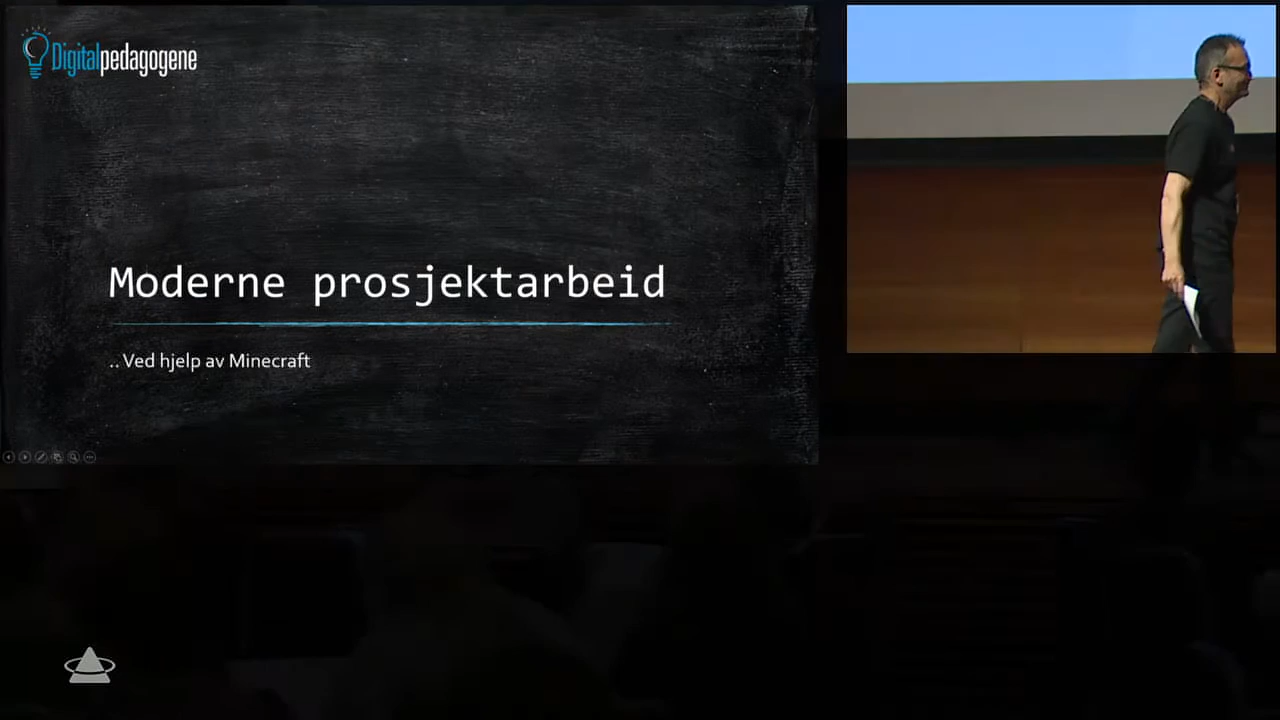 Digitalpedagogene
Moderne prosjektarbeid
.. Ved hjelp av Minecraft